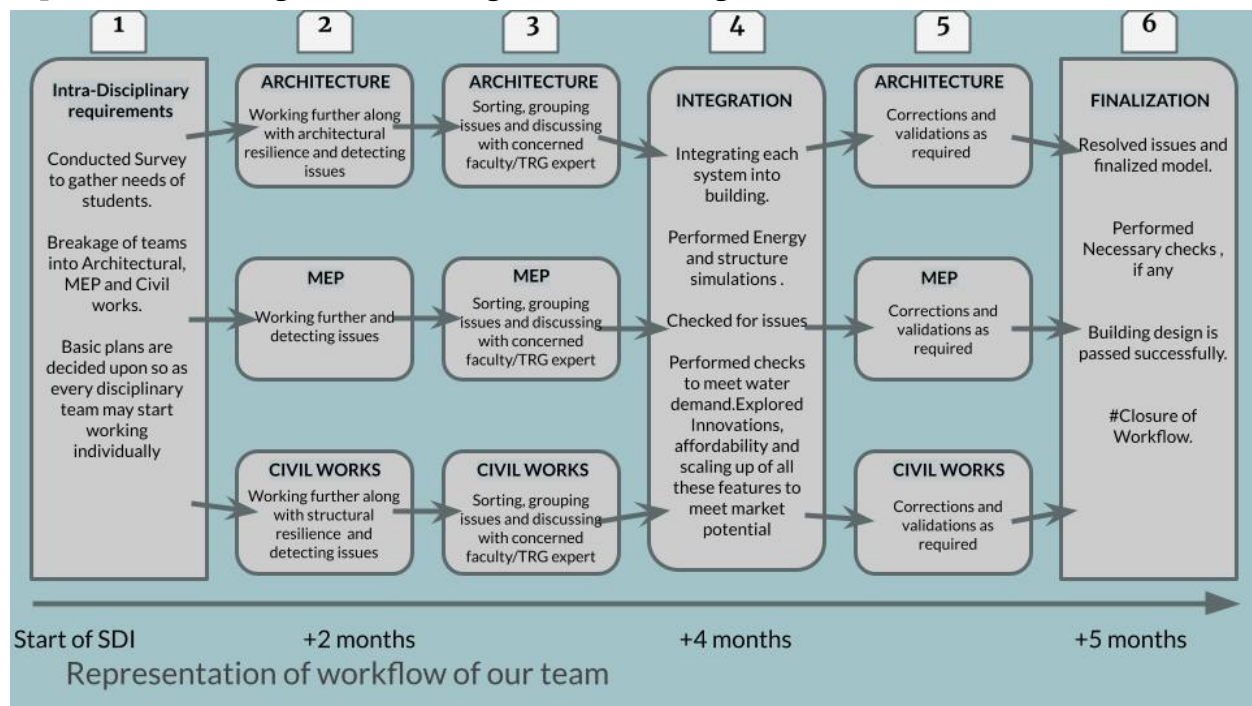 1
Intra-Disciplinary
requirements
Conducted Survey
to gather needs of
students.
Breakage of teams
into Architectural,
MEP and Civil
works.
Basic plans are
decided upon so as
every disciplinary
team may start
working
individually
2
ARCHITECTURE
Working further along
with architectural
resilience and detecting
issues
MEP
Working further and
detecting issues
CIVIL WORKS
Working further along
with structural
resilience and
detecting issues
3
ARCHITECTURE
Sorting, grouping
issues and discussing
with concerned
faculty/TRG expert
MEP
Sorting, grouping
issues and discussing
with concerned
faculty/TRG expert
CIVIL WORKS
Sorting, grouping
issues and discussing
with concerned
faculty/TRG expert
4
INTEGRATION
Integrating each
system into
building.
Performed Energy
and structure
simulations .
Checked for issues
Performed checks
to meet water
demand.Explored
Innovations,
affordability and
scaling up of all
these features to
meet market
potential
5
ARCHITECTURE
Corrections and
validations as
required
MEP
Corrections and
validations as
required
CIVIL WORKS
Corrections and
validations as
required
6
FINALIZATION
Resolved issues and
finalized model.
Performed
Necessary checks ,
if any
Building design is
passed successfully.
#Closure of
Workflow.
Start of SDI
+2 months
+4 months
+5 months
Representation of workflow of our team